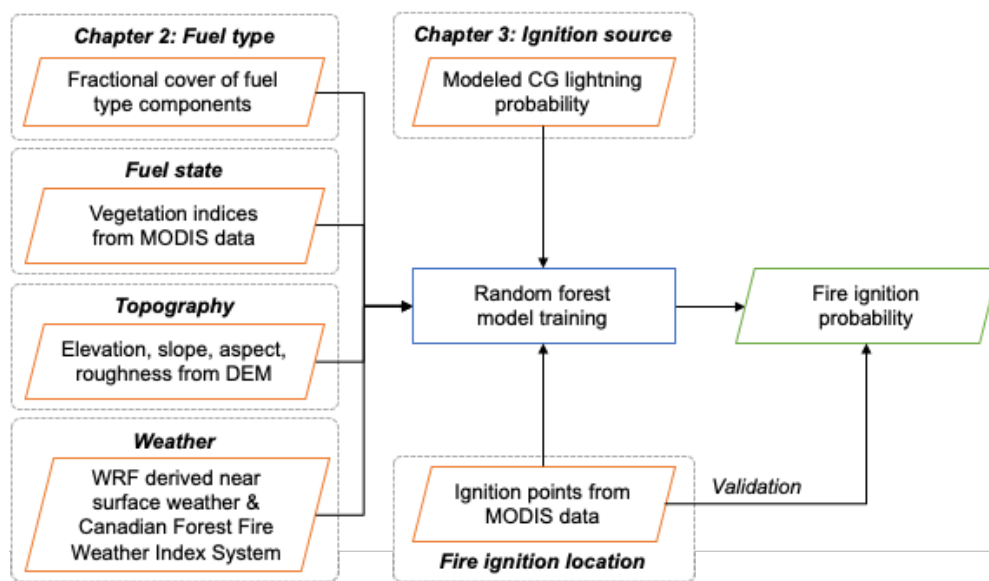 Chapter 2: Fuel type
Fractional cover of fuel
type components
Fuel state
Vegetation indices
from MODIS data
Topography
Elevation, slope, aspect,
roughness from DEM
Weather
WRF derived near
surface weather &
Canadian Forest Fire
Weather Index System
Chapter 3: Ignition source
Modeled CG lightning
probability
Random forest
model training
Ignition points from
MODIS data
Fire ignition location
Validation
Fire ignition
probability